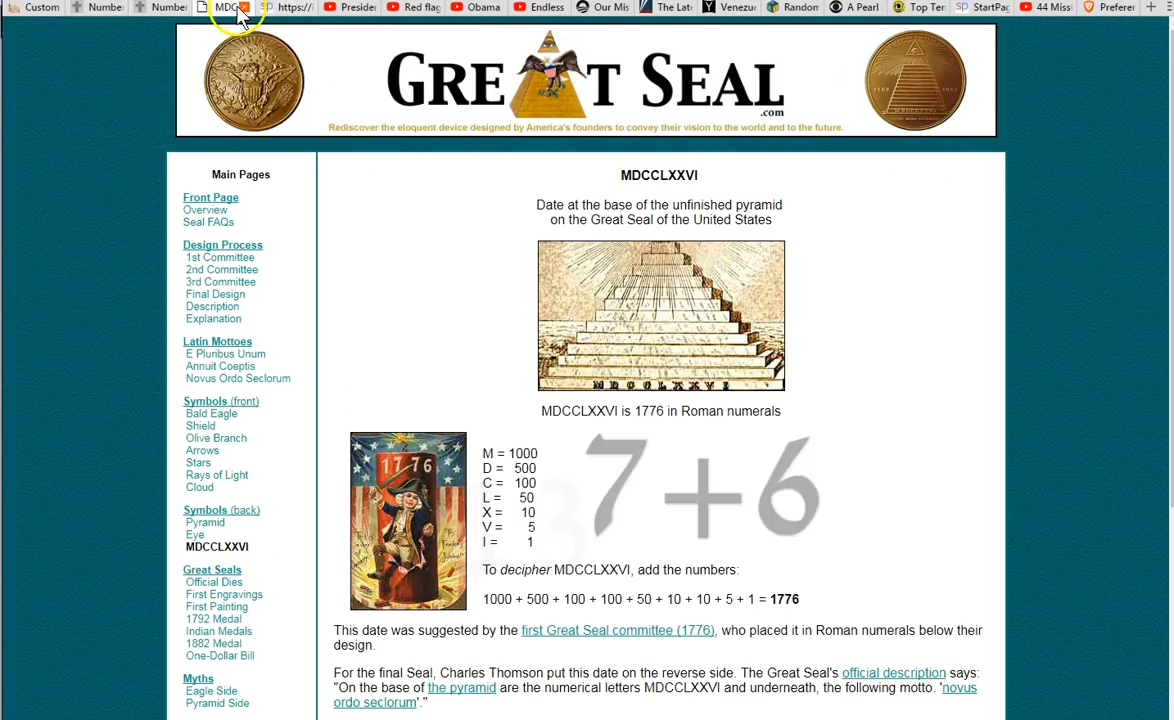 Custom
Number
Number
MDC
https://
Preside
Red flag
Obama
Endless
Our Mis
The Lat
Venezu
Random
A Pearl
Top Ter
StartPag
44 Miss
Preferer
GREAT SEAL
.com
Rediscover the eloquent device designed by America's founders to convey their vision to the world and to the future.
Main Pages
Front Page
Overview
Seal FAQs
Design Process
1st Committee
2nd Committee
3rd Committee
Final Design
Description
Explanation
Latin Mottoes
E Pluribus Unum
Annuit Coeptis
Novus Ordo Seclorum
Symbols (front)
Bald Eagle
Shield
Olive Branch
Arrows
Stars
Rays of Light
Cloud
Symbols (back)
Pyramid
Eye
MDCCLXXVI
Great Seals
Official Dies
First Engravings
First Painting
1792 Medal
Indian Medals
1882 Medal
One-Dollar Bill
Myths
Eagle Side
Pyramid Side
MDCCLXXVI
Date at the base of the unfinished pyramid
on the Great Seal of the United States
MDCCLXXVI
MDCCLXXVI is 1776 in Roman numerals
1776
M = 1000
D = 500
C = 100
L = 50
X = 10
V = 5
I = 1
7+6
To decipher MDCCLXXVI, add the numbers:
1000 + 500 + 100 + 100 + 50 + 10 + 10 + 5 + 1 = 1776
This date was suggested by the first Great Seal committee (1776), who placed it in Roman numerals below their
design.
For the final Seal, Charles Thomson put this date on the reverse side. The Great Seal's official description says:
"On the base of the pyramid are the numerical letters MDCCLXXVI and underneath, the following motto. 'novus
ordo seclorum'."